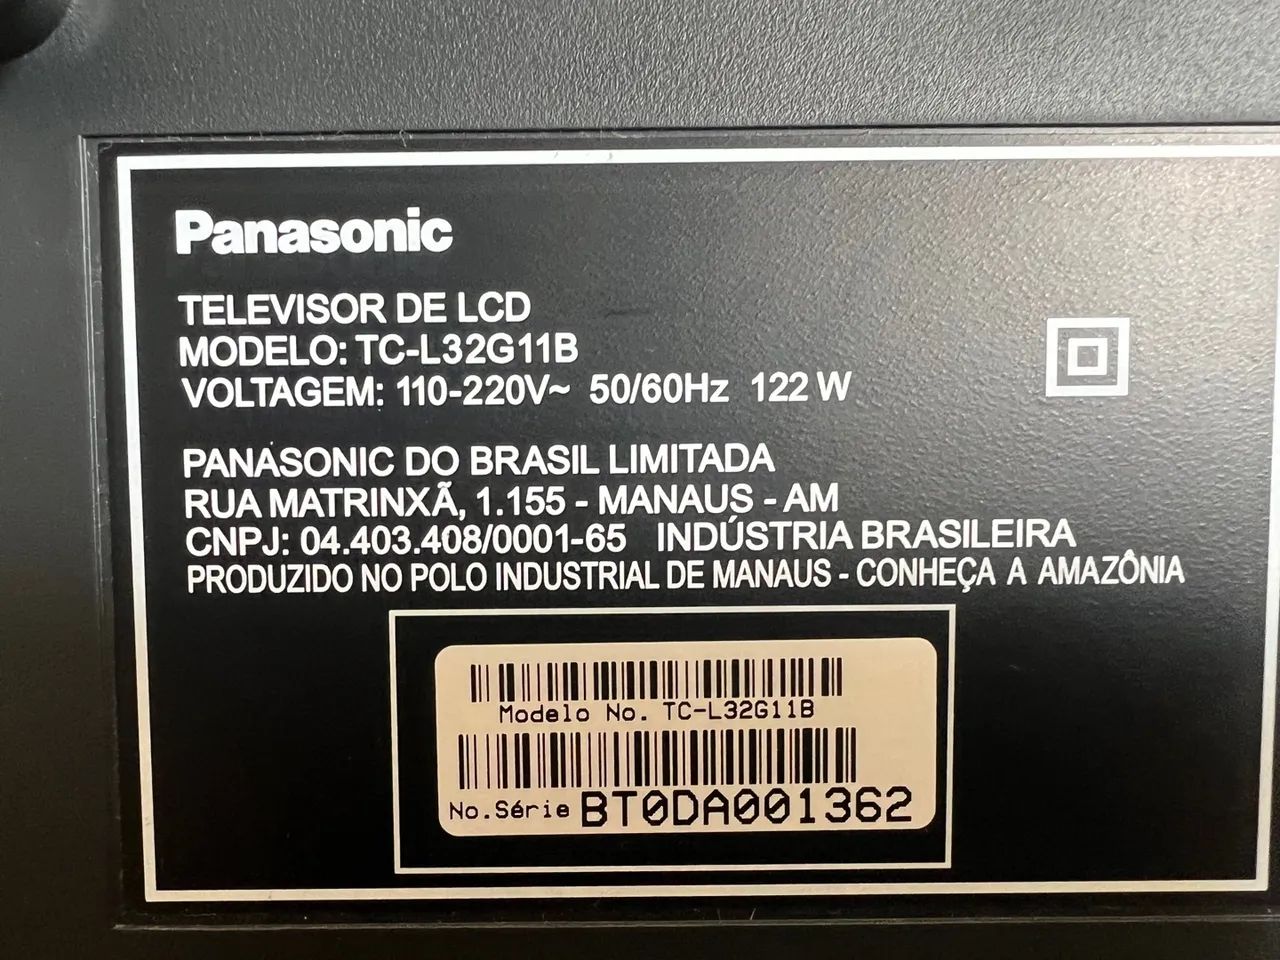 Panasonic
TELEVISOR DE LCD
MODELO: TC-L32G11B
VOLTAGEM: 110-220V~ 50/60Hz 122 W
PANASONIC DO BRASIL LIMITADA
RUA MATRINXÃ, 1.155 - MANAUS - AM
CNPJ: 04.403.408/0001-65 INDÚSTRIA BRASILEIRA
PRODUZIDO NO POLO INDUSTRIAL DE MANAUS - CONHEÇA A AMAZÔNIA
Modelo No. TC-L32G11B
No.Série BT0DA001362